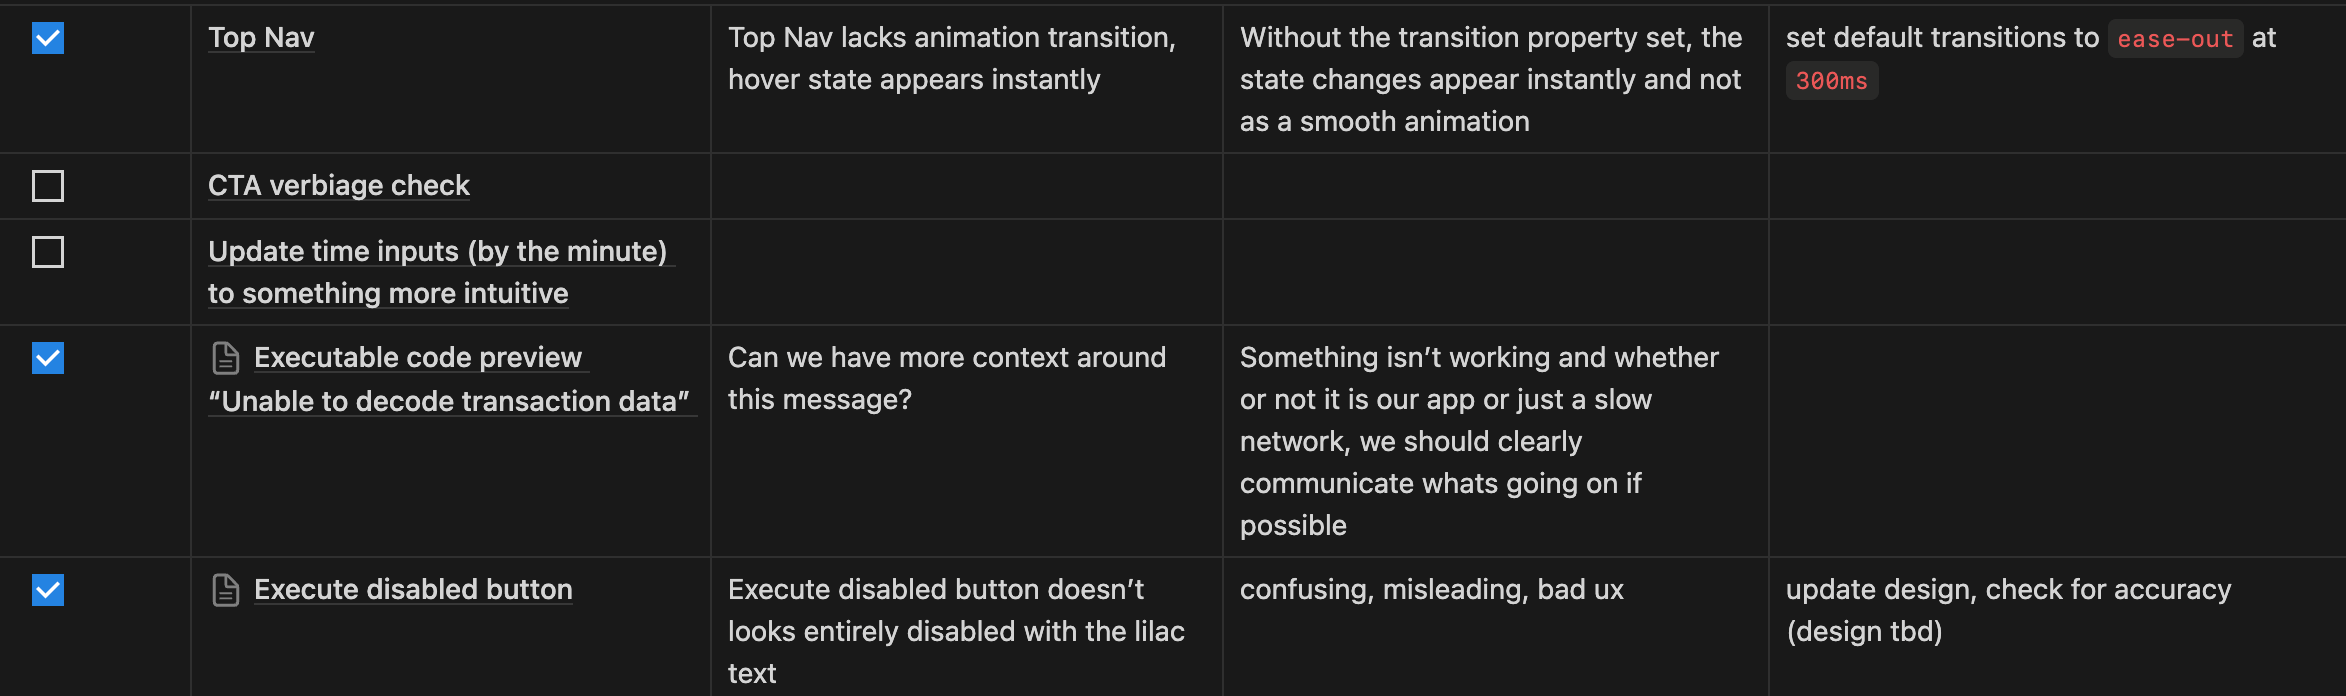 Top Nav
Top Nav lacks animation transition,
hover state appears instantly
Without the transition property set, the
state changes appear instantly and not
as a smooth animation
set default transitions to ease-out at
300ms
CTA verbiage check
Update time inputs (by the minute)
to something more intuitive
Executable code preview
“Unable to decode transaction data”
Can we have more context around
this message?
Something isn’t working and whether
or not it is our app or just a slow
network, we should clearly
communicate whats going on if
possible
Execute disabled button
Execute disabled button doesn’t
looks entirely disabled with the lilac
text
confusing, misleading, bad ux
update design, check for accuracy
(design tbd)